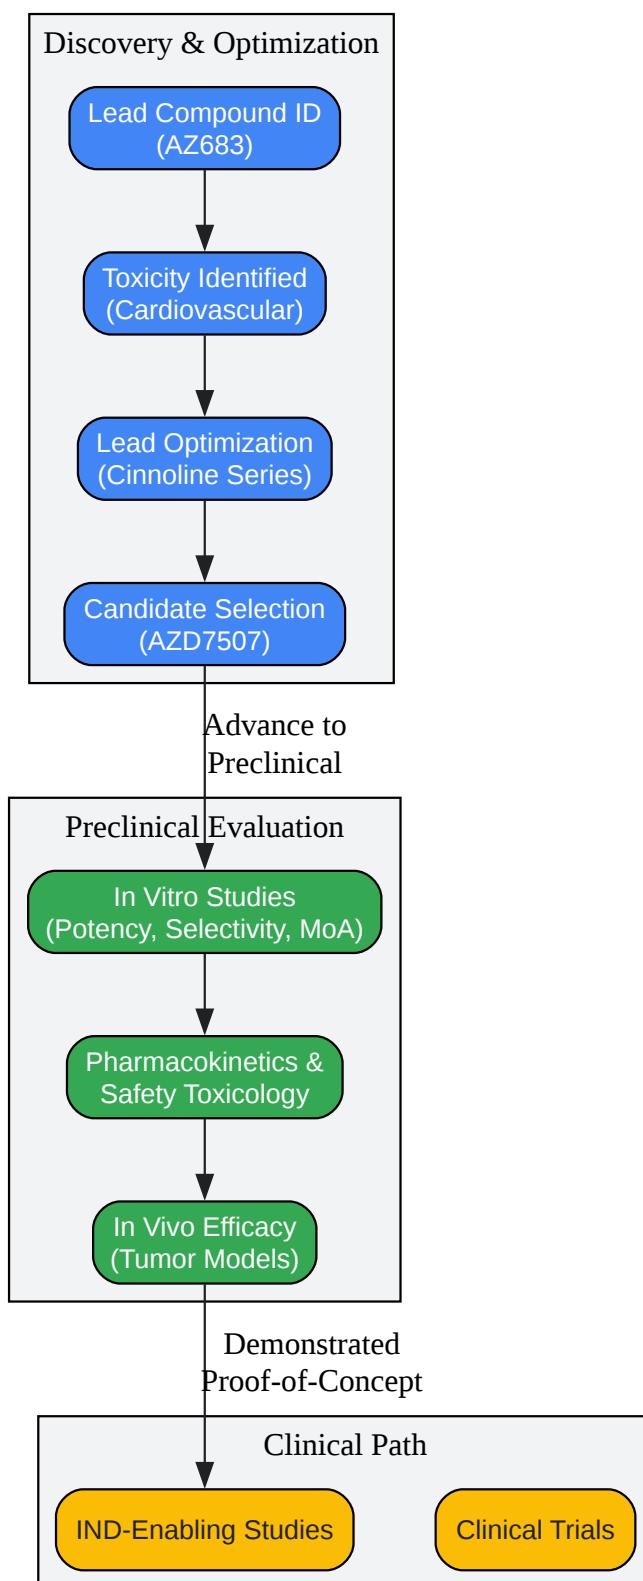 Discovery & Optimization
Lead Compound ID
(AZ683)
Toxicity Identified
(Cardiovascular)
Lead Optimization
(Cinnoline Series)
Candidate Selection
(AZD7507)
Advance to
Preclinical
Preclinical Evaluation
In Vitro Studies
(Potency, Selectivity, MoA)
Pharmacokinetics &
Safety Toxicology
In Vivo Efficacy
(Tumor Models)
Demonstrated
Proof-of-Concept
Clinical Path
IND-Enabling Studies
Clinical Trials